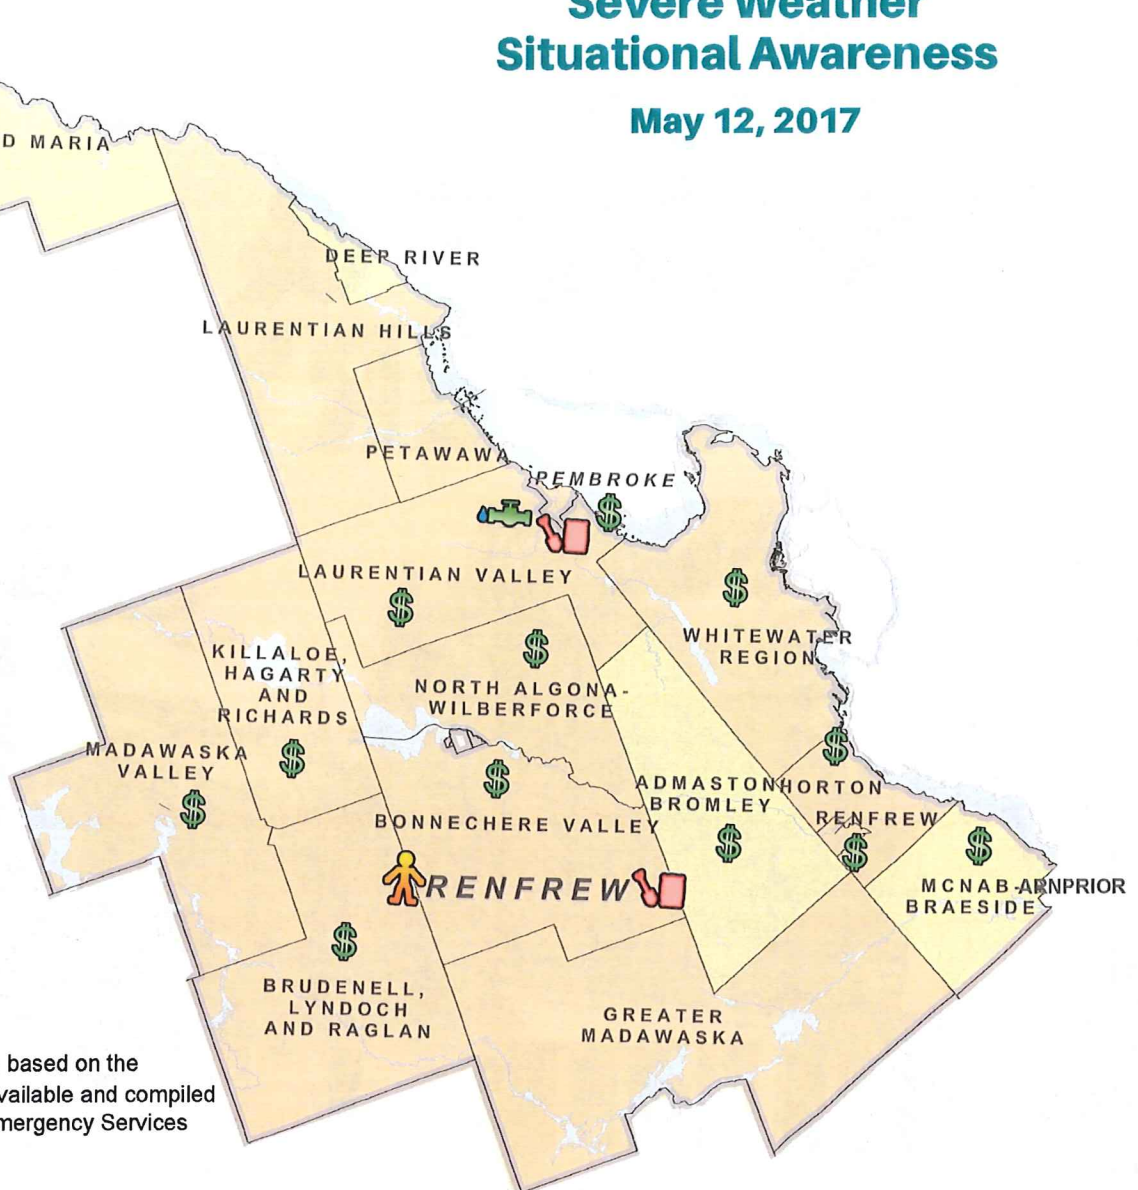 Severe Weather
Situational Awareness
May 12, 2017
D MARIA
DEEP RIVER
LAURENTIAN HILLS
PETAWAWA
PEMBROKE
LAURENTIAN VALLEY
WHITEWATER
REGION
KILLALOE,
HAGARTY
AND
RICHARDS
NORTH ALGONA-
WILBERFORCE
MADAWASKA
VALLEY
ADMASTON
BROMLEY
HORTON
RENFREW
BONNECHERE VALLEY
RENFREW
MCNAB-
BRAESIDE
ARNPRIOR
BRUDENELL,
LYNDOCH
AND RAGLAN
GREATER
MADAWASKA
based on the
vailable and compiled
mergency Services